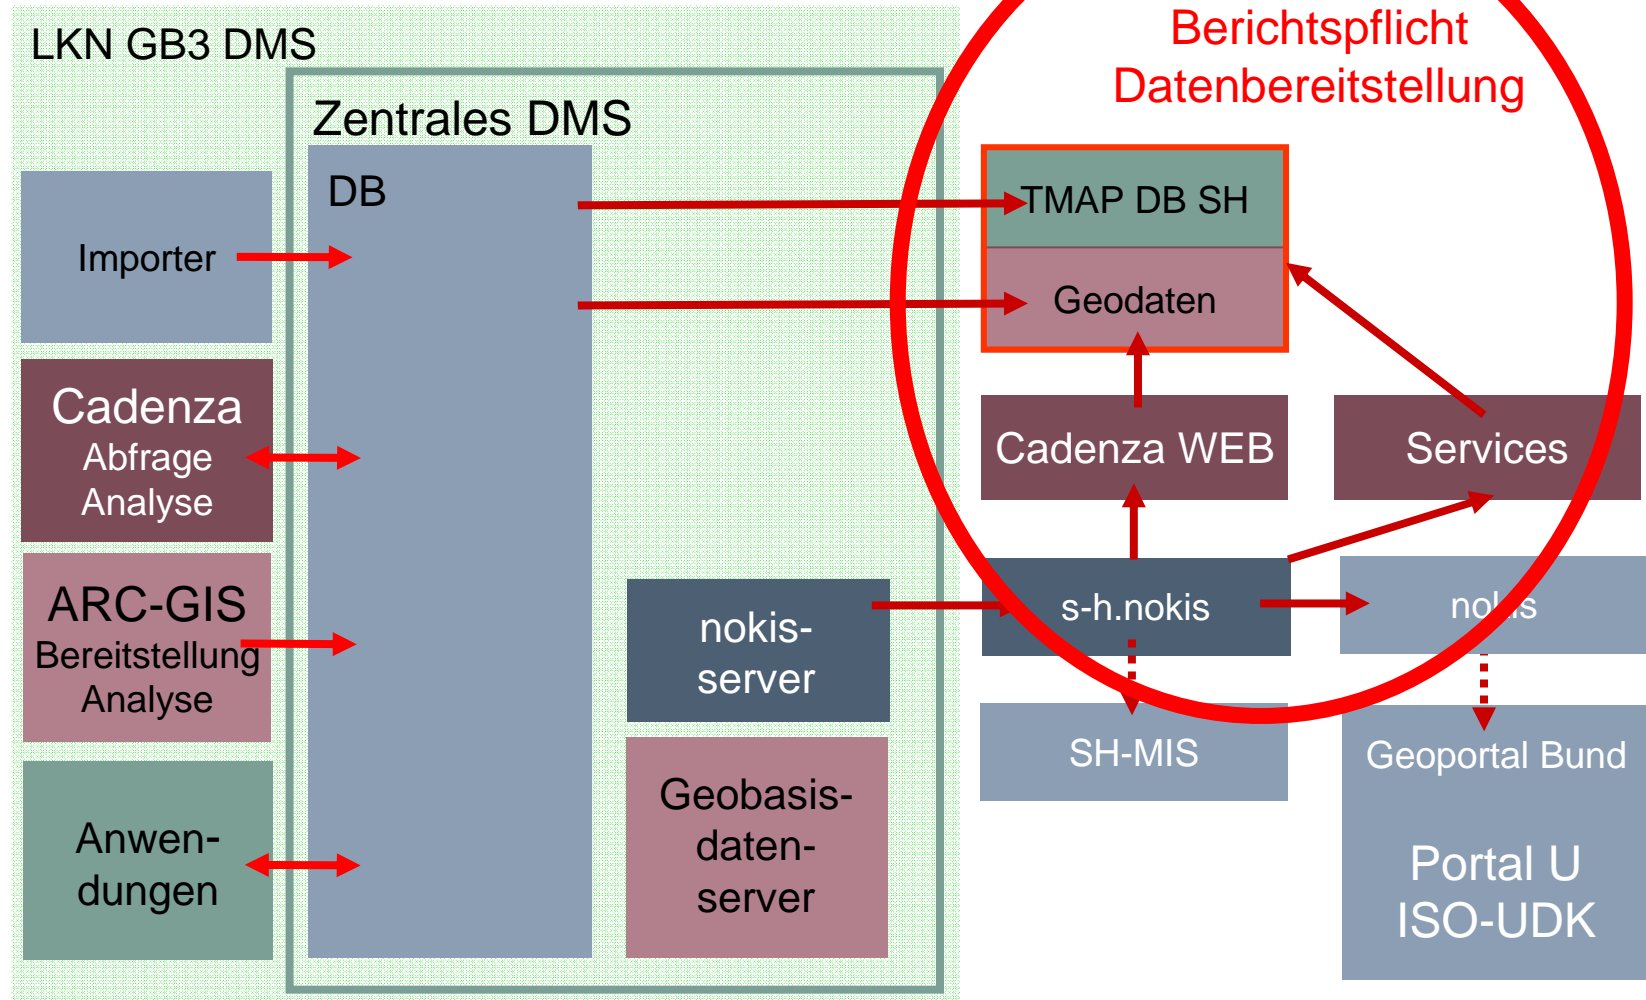 LKN GB3 DMS
Zentrales DMS
DB
Importer
Cadenza
Abfrage
Analyse
ARC-GIS
Bereitstellung
Analyse
Anwen-
dungen
nokis-
server
Geobasis-
daten-
server
Berichtspflicht
Datenbereitstellung
TMAP DB SH
Geodaten
Cadenza WEB
Services
s-h.nokis
nokis
SH-MIS
Geoportal Bund
Portal U
ISO-UDK